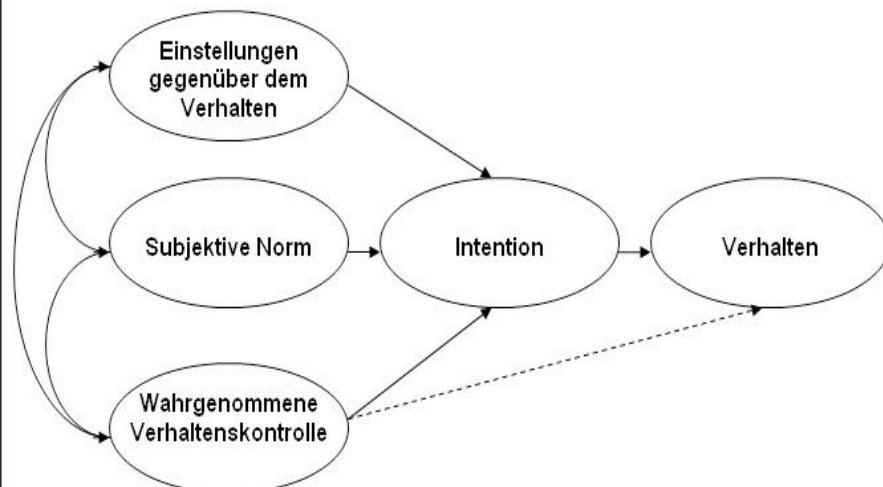 Einstellungen
gegenüber dem
Verhalten
Subjektive Norm
Intention
Verhalten
Wahrgenommene
Verhaltenskontrolle